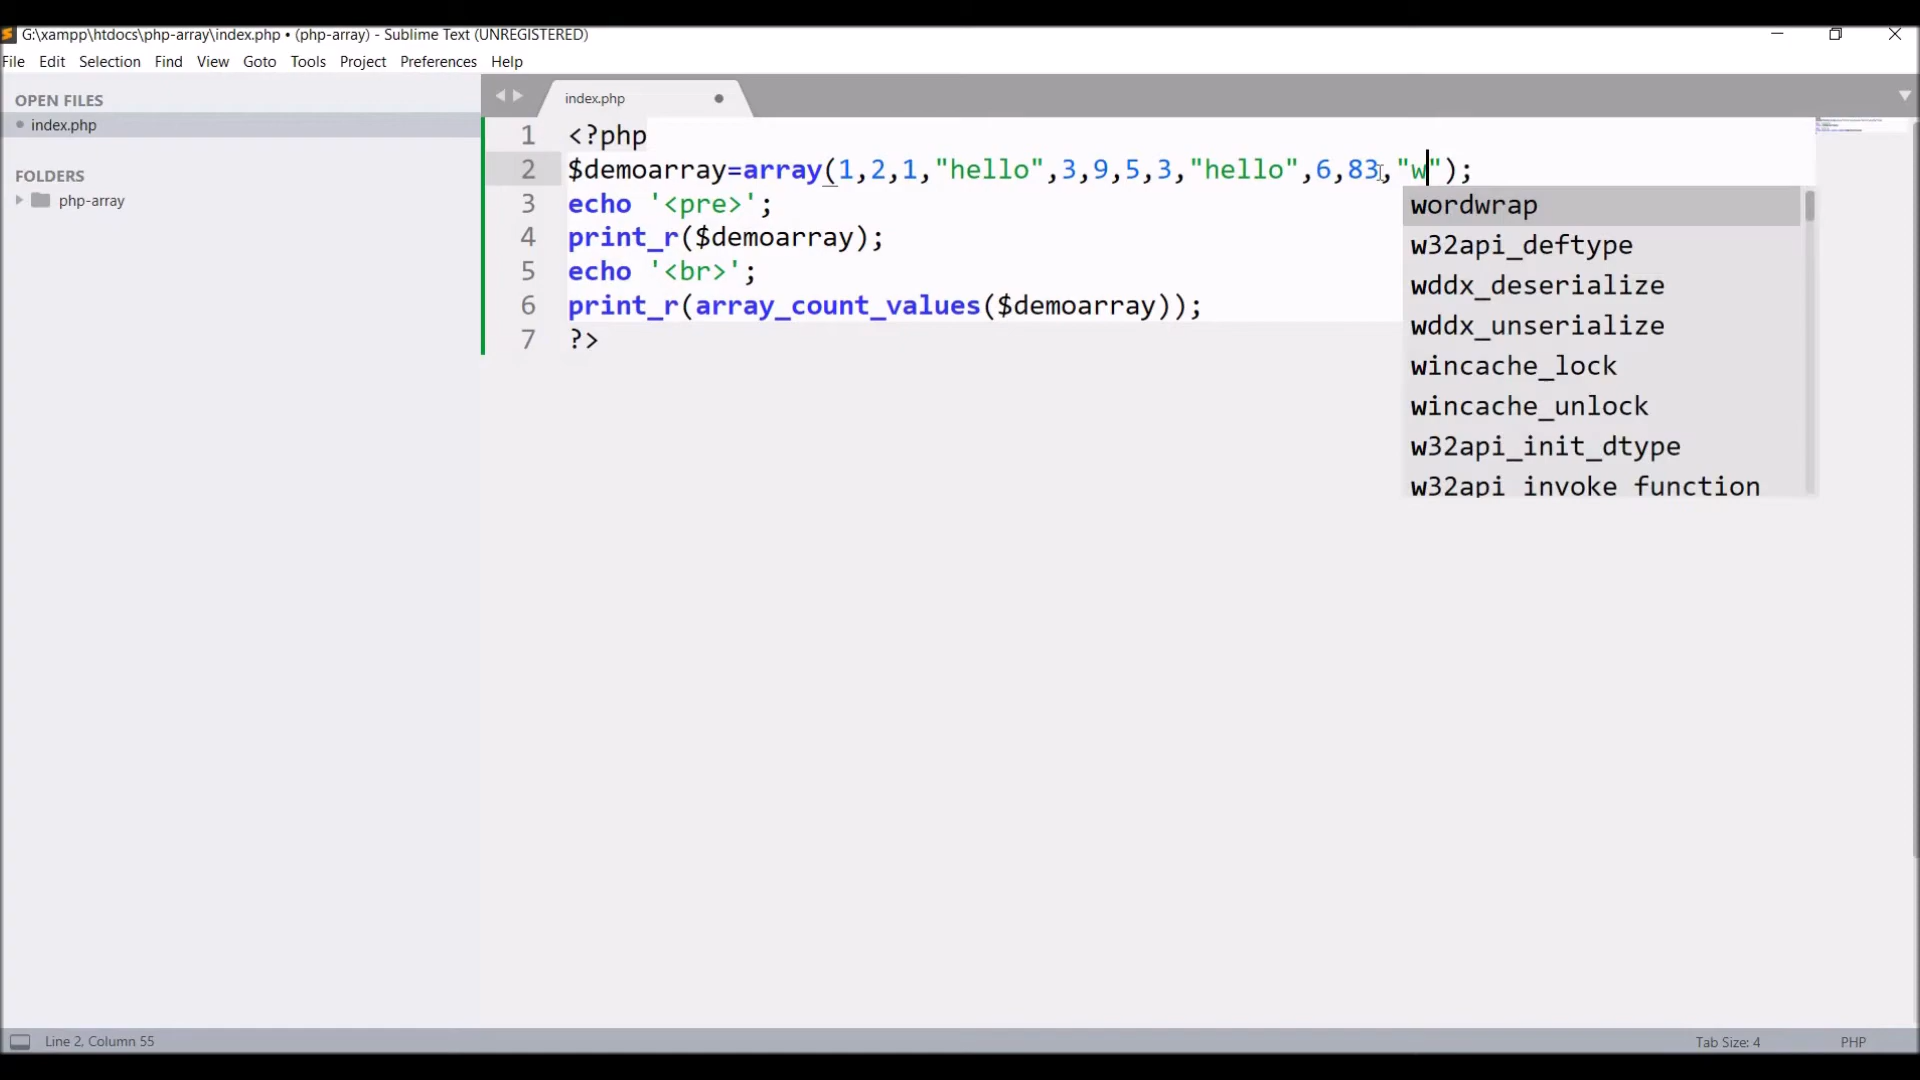 G:\xampp\htdocs\php-array\index.php • (php-array) - Sublime Text (UNREGISTERED)
File Edit Selection Find View Goto Tools Project Preferences Help
OPEN FILES
index.php
FOLDERS
php-array
index.php
1 <?php
2 $demoarray=array(1,2,1,"hello",3,9,5,3,"hello",6,83,"w");
3 echo '<pre>';
4 print_r($demoarray);
5 echo '<br>';
6 print_r(array_count_values($demoarray));
7 ?>
wordwrap
w32api_deftype
wddx_deserialize
wddx_unserialize
wincache_lock
wincache_unlock
w32api_init_dtype
w32api_invoke_function
Line 2, Column 55
Tab Size: 4
PHP